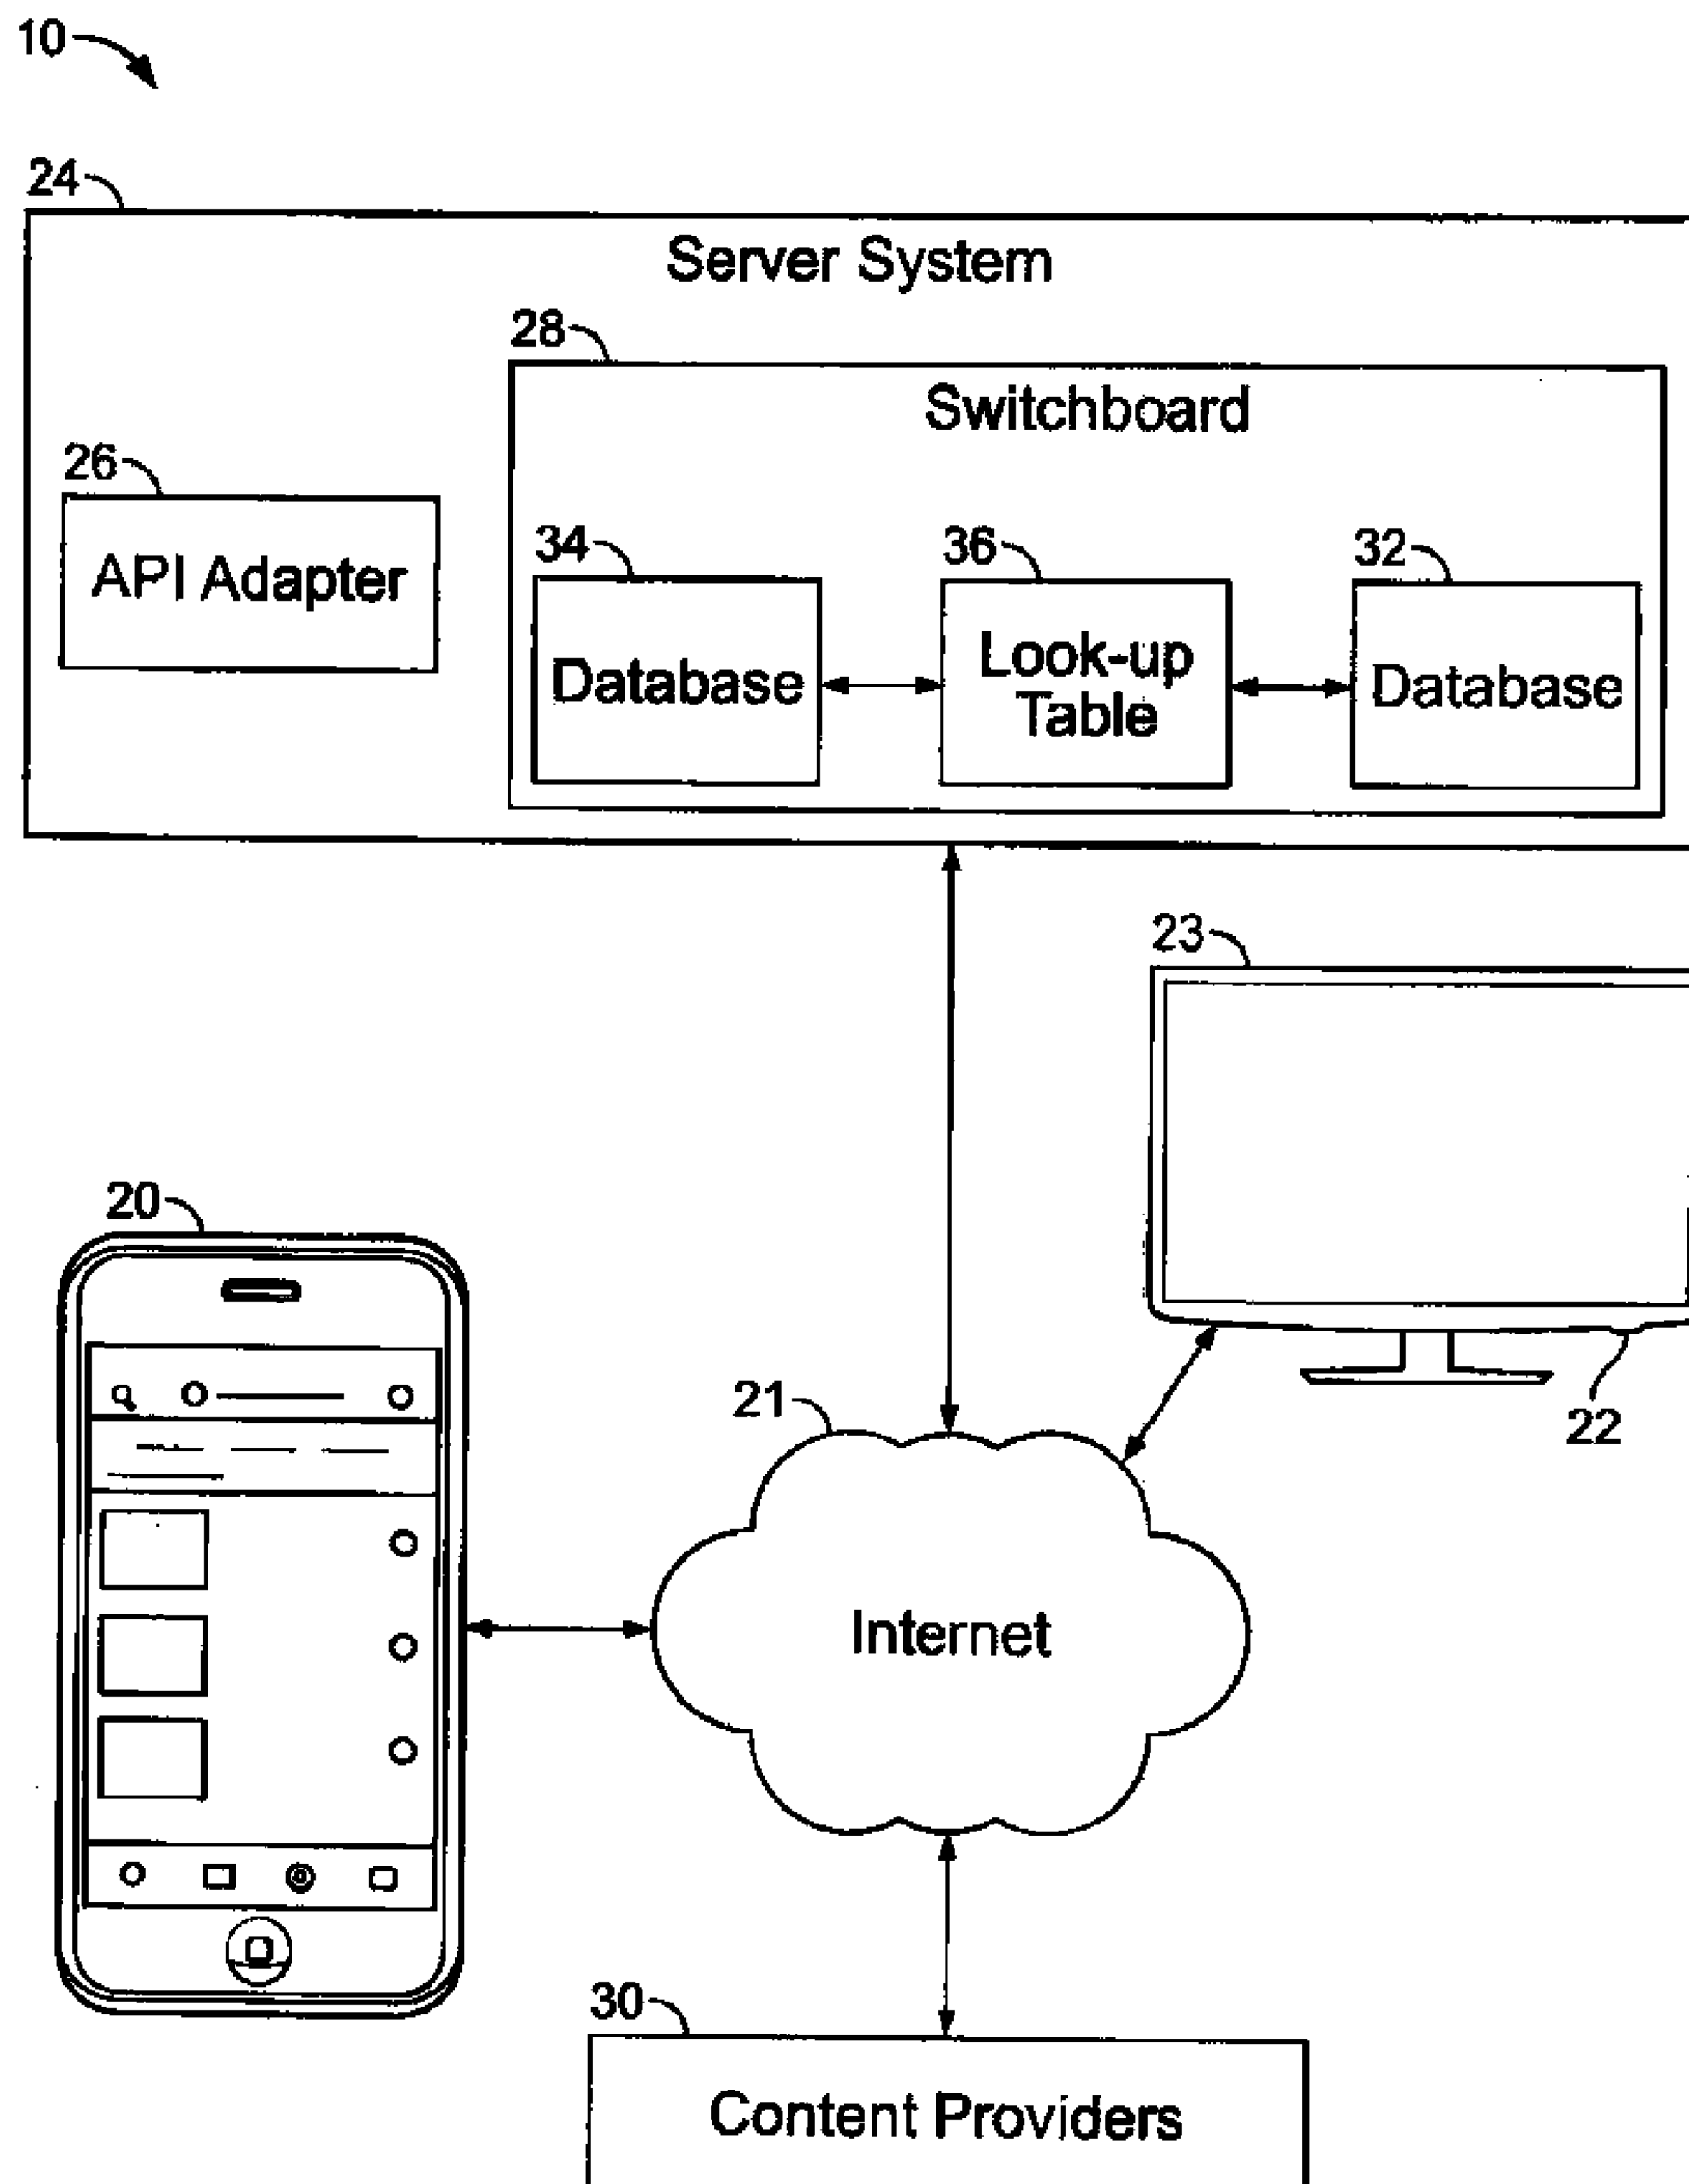 10
24
Server System
28
Switchboard
26
API Adapter
34
Database
36
Look-up
Table
32
Database
23
20
21
22
Internet
30
Content Providers